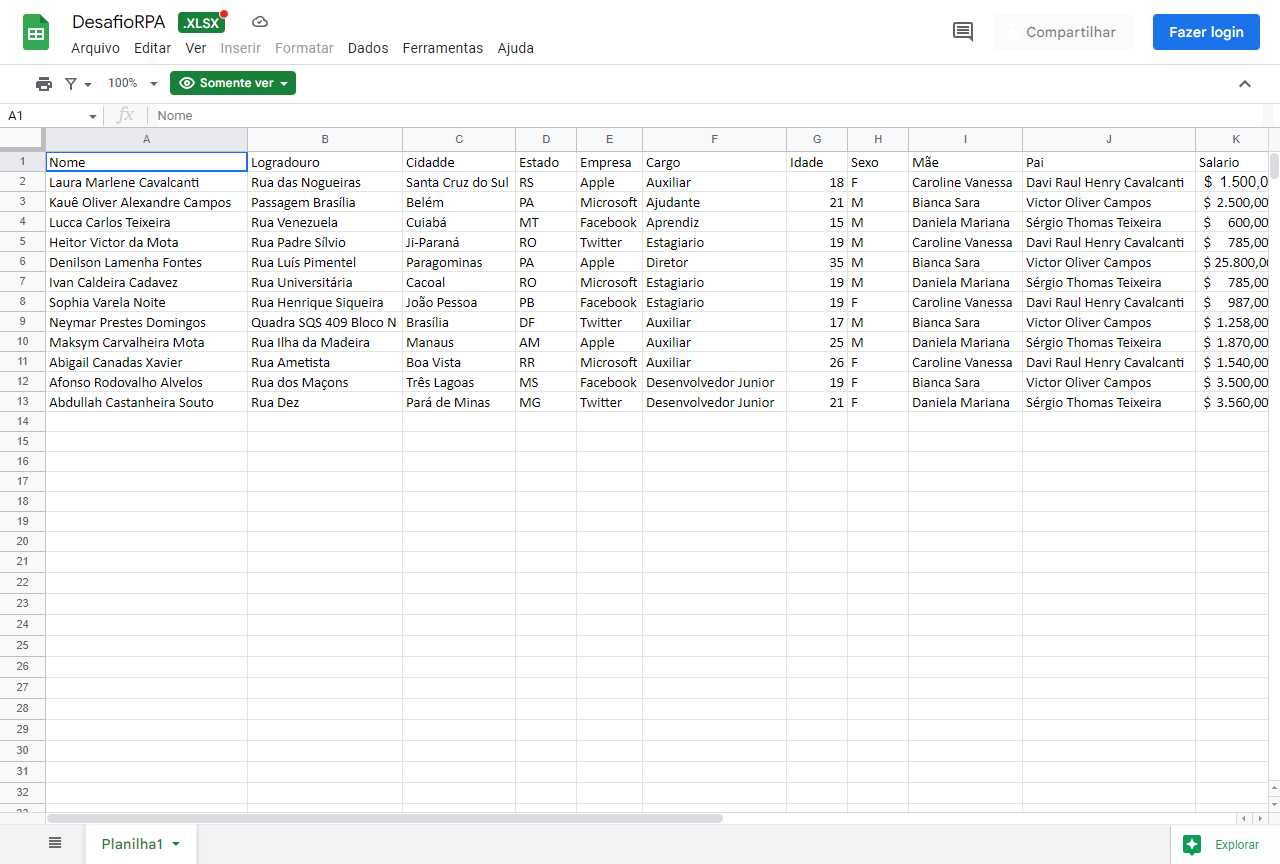 DesafioRPA .XLSX
Arquivo Editar Ver Inserir Formatar Dados Ferramentas Ajuda
Compartilhar
Fazer login
100% Somente ver
A1 fx Nome
A B C D E F G H I J K
1 Nome Logradouro Cidadde Estado Empresa Cargo Idade Sexo Mãe Pai Salario
2 Laura Marlene Cavalcanti Rua das Nogueiras Santa Cruz do Sul RS Apple Auxiliar 18 F Caroline Vanessa Davi Raul Henry Cavalcanti $ 1.500,0
3 Kauê Oliver Alexandre Campos Passagem Brasília Belém PA Microsoft Ajudante 21 M Bianca Sara Victor Oliver Campos $ 2.500,00
4 Lucca Carlos Teixeira Rua Venezuela Cuiabá MT Facebook Aprendiz 15 M Daniela Mariana Sérgio Thomas Teixeira $ 600,00
5 Heitor Victor da Mota Rua Padre Sílvio Ji-Paraná RO Twitter Estagiario 19 M Caroline Vanessa Davi Raul Henry Cavalcanti $ 785,00
6 Denilson Lamenha Fontes Rua Luís Pimentel Paragominas PA Apple Diretor 35 M Bianca Sara Victor Oliver Campos $ 25.800,00
7 Ivan Caldeira Cadavez Rua Universitária Cacoal RO Microsoft Estagiario 19 M Daniela Mariana Sérgio Thomas Teixeira $ 785,00
8 Sophia Varela Noite Rua Henrique Siqueira João Pessoa PB Facebook Estagiario 19 F Caroline Vanessa Davi Raul Henry Cavalcanti $ 987,00
9 Neymar Prestes Domingos Quadra SQS 409 Bloco N Brasília DF Twitter Auxiliar 17 M Bianca Sara Victor Oliver Campos $ 1.258,00
10 Maksym Carvalheira Mota Rua Ilha da Madeira Manaus AM Apple Auxiliar 25 M Daniela Mariana Sérgio Thomas Teixeira $ 1.870,00
11 Abigail Canadas Xavier Rua Ametista Boa Vista RR Microsoft Auxiliar 26 F Caroline Vanessa Davi Raul Henry Cavalcanti $ 1.540,00
12 Afonso Rodovalho Alvelos Rua dos Maçons Três Lagoas MS Facebook Desenvolvedor Junior 19 F Bianca Sara Victor Oliver Campos $ 3.500,00
13 Abdullah Castanheira Souto Rua Dez Pará de Minas MG Twitter Desenvolvedor Junior 21 F Daniela Mariana Sérgio Thomas Teixeira $ 3.560,00
14
15
16
17
18
19
20
21
22
23
24
25
26
27
28
29
30
31
32
Planilha1
Explorar